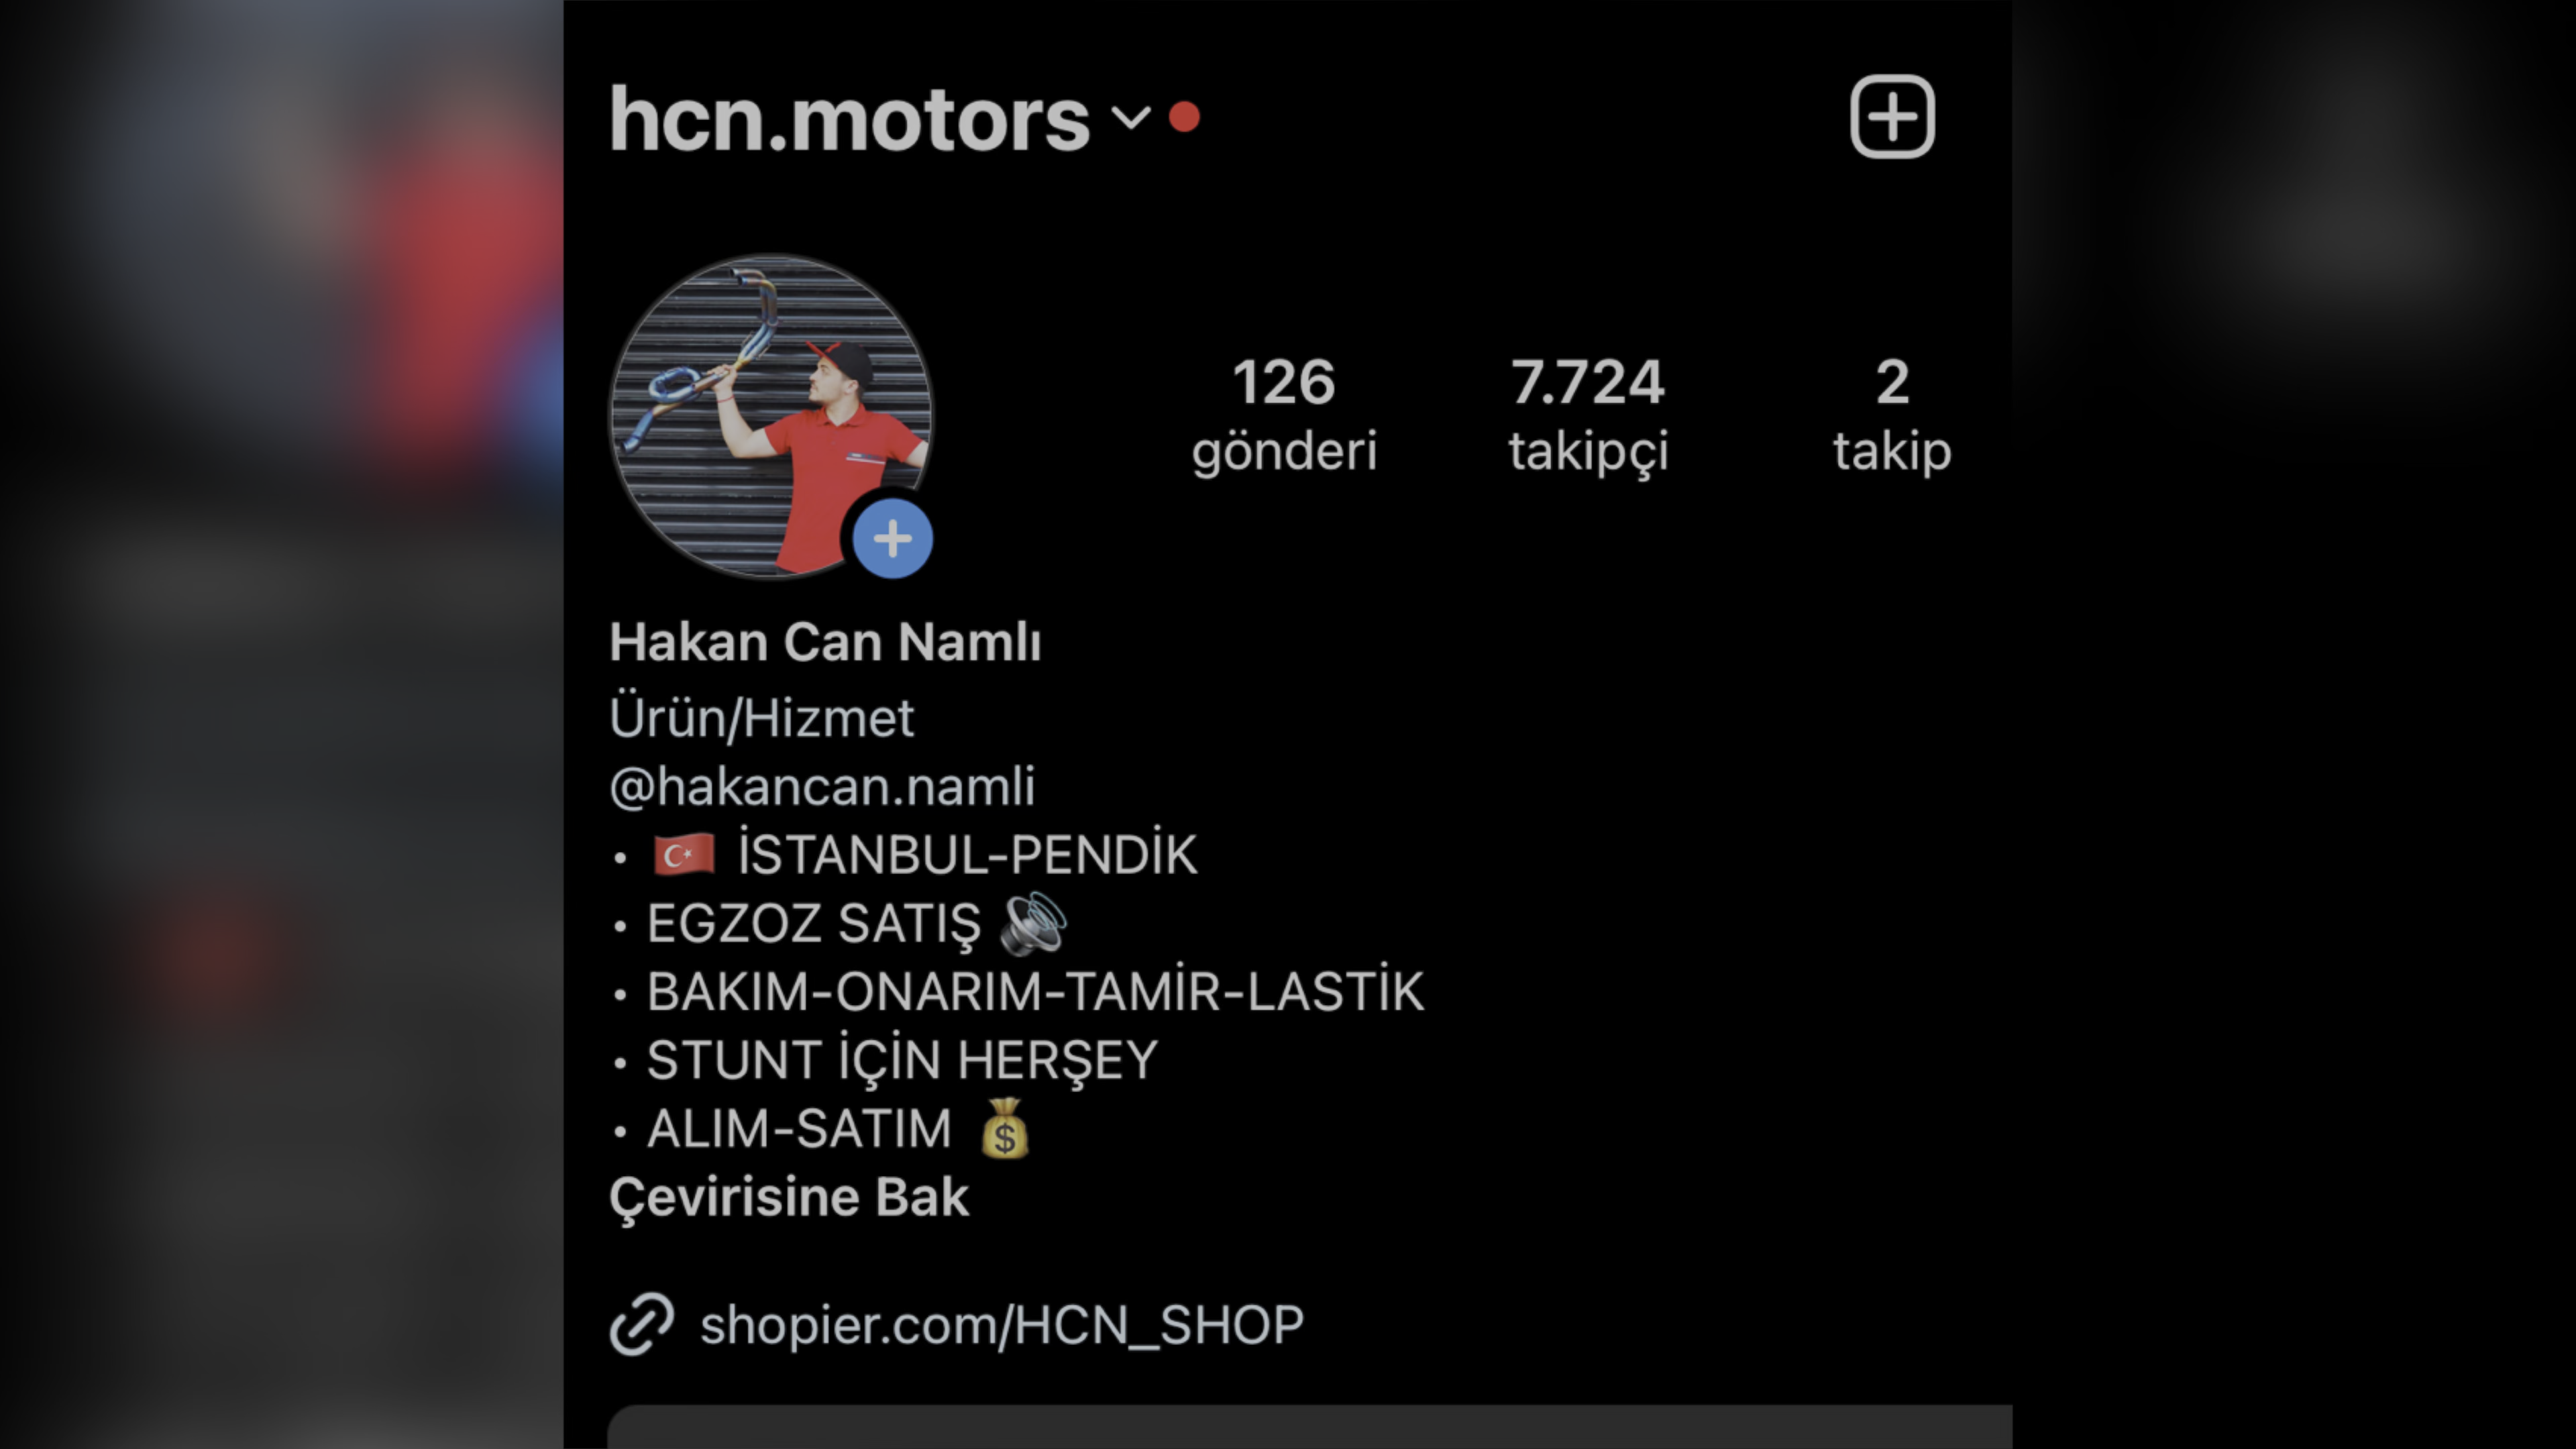 hcn.motors
126 7.724 2
gönderi takipçi takip
Hakan Can Namlı
Ürün/Hizmet
@hakancan.namli
• 🇹🇷 İSTANBUL-PENDİK
• EGZOZ SATIŞ 🔊
• BAKIM-ONARIM-TAMİR-LASTİK
• STUNT İÇİN HERŞEY
• ALIM-SATIM 💰
Çevirisine Bak
shopier.com/HCN_SHOP